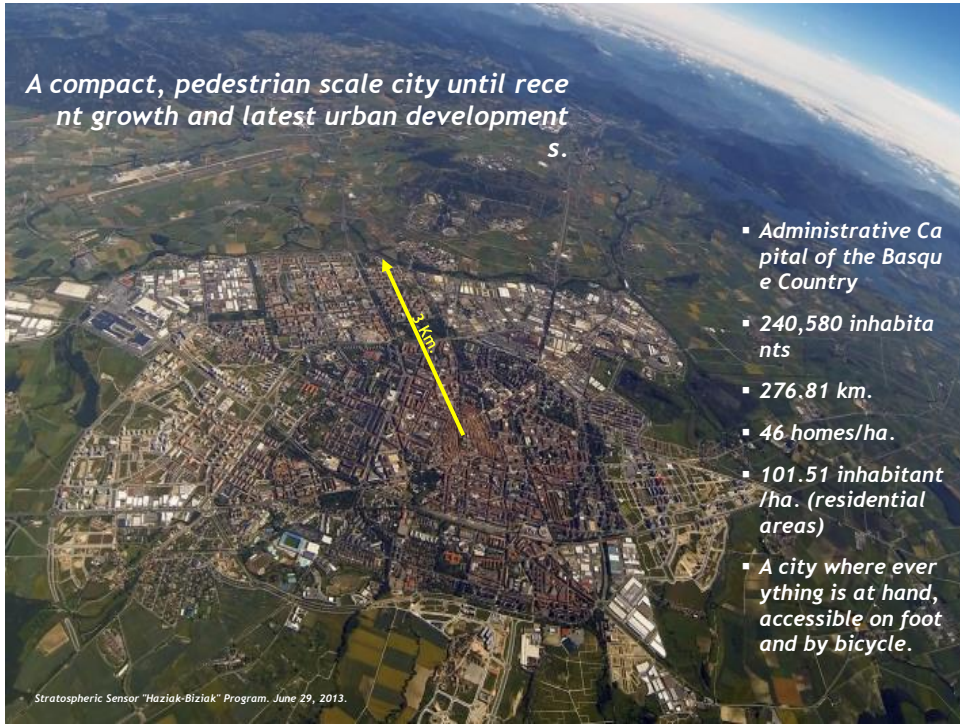 A compact, pedestrian scale city until rece
nt growth and latest urban development
s.
3 Km.
▪ Administrative Ca
pital of the Basqu
e Country
▪ 240,580 inhabita
nts
▪ 276.81 km.
▪ 46 homes/ha.
▪ 101.51 inhabitant
/ha. (residential
areas)
▪ A city where ever
ything is at hand,
accessible on foot
and by bicycle.
Stratospheric Sensor "Haziak-Biziak" Program. June 29, 2013.